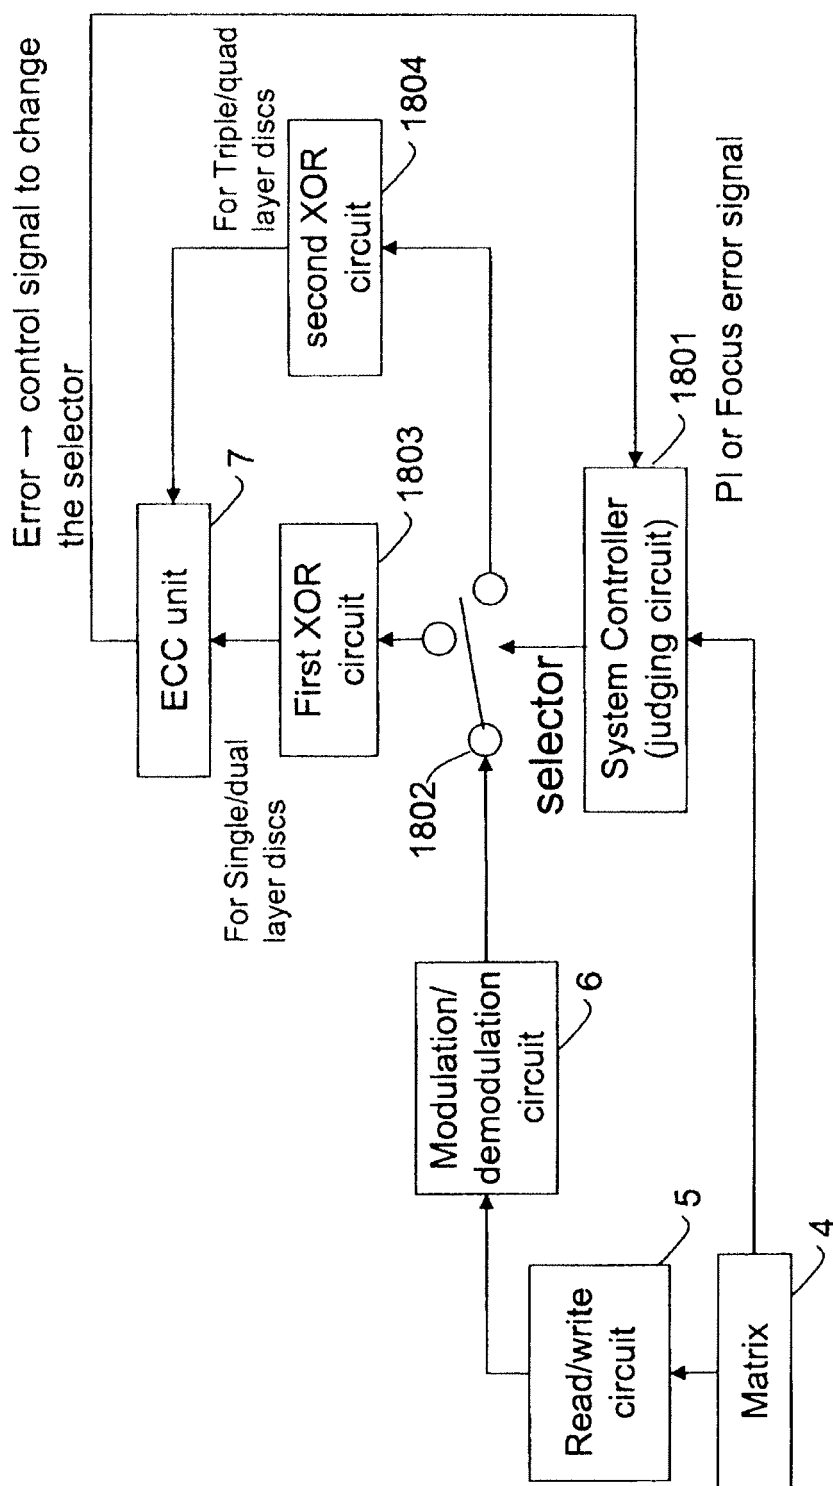 Error → control signal to change
the selector
For Triple/quad
layer discs
second XOR
circuit
1804
ECC unit
7
First XOR
circuit
1803
For Single/dual
layer discs
1802
selector
System Controller
(judging circuit)
1801
PI or Focus error signal
Modulation/
demodulation
circuit
6
Read/write
circuit
5
Matrix
4